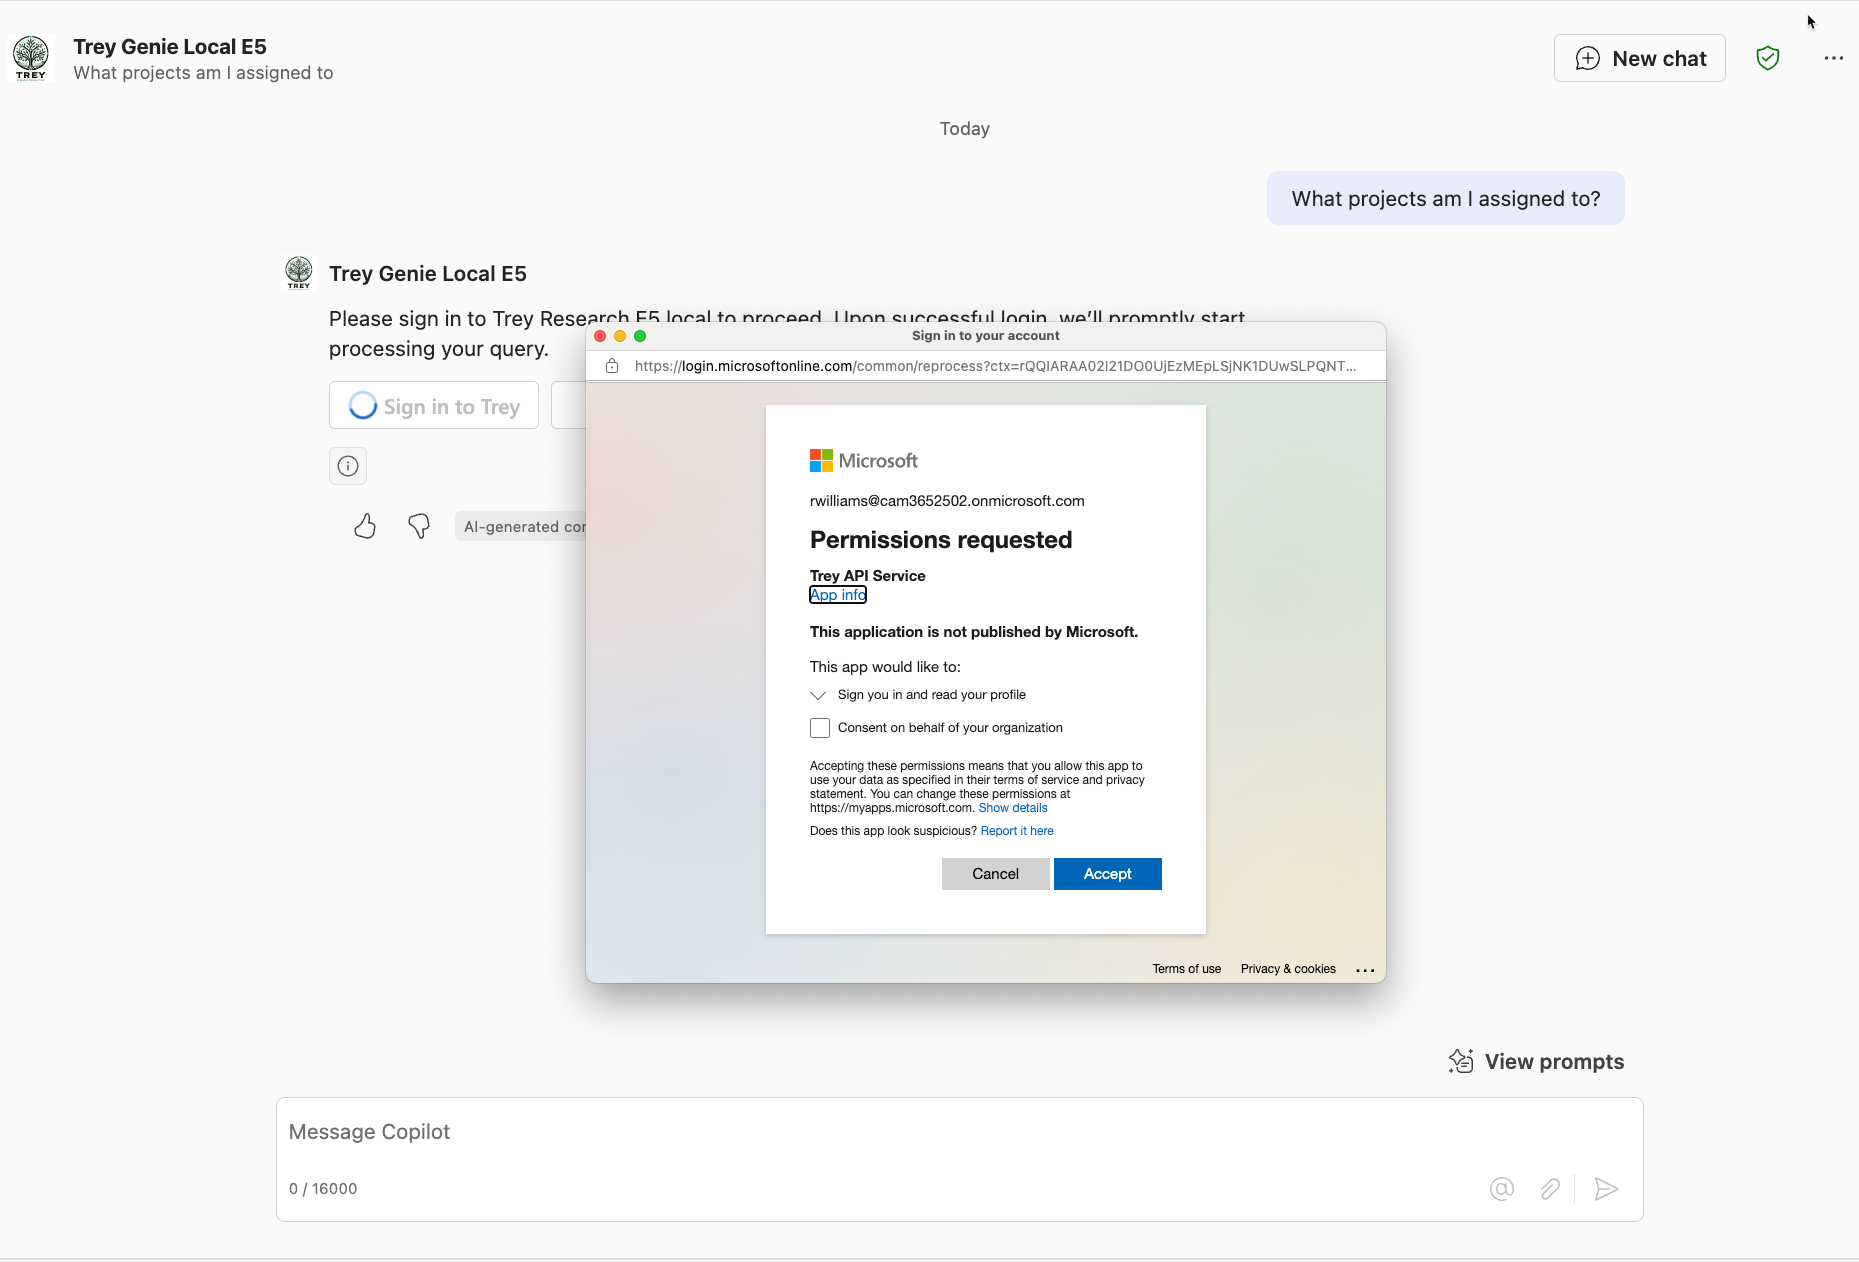 TREY
Trey Genie Local E5
What projects am I assigned to
New chat
Today
What projects am I assigned to?
TREY
Trey Genie Local E5
Please sign in to Trey Research E5 local to proceed. Upon successful login, we'll promptly start
processing your query.
Sign in to Trey
AI-generated
Sign in to your account
https://login.microsoftonline.com/common/reprocess?ctx=rQQIARAA02I21DO0UjEzMEpLSjNK1DUwSLPQNT...
Microsoft
rwilliams@cam3652502.onmicrosoft.com
Permissions requested
Trey API Service
App info
This application is not published by Microsoft.
This app would like to:
Sign you in and read your profile
Consent on behalf of your organization
Accepting these permissions means that you allow this app to
use your data as specified in their terms of service and privacy
statement. You can change these permissions at
https://myapps.microsoft.com. Show details
Does this app look suspicious? Report it here
Cancel
Accept
Terms of use
Privacy & cookies
...
View prompts
Message Copilot
0 / 16000